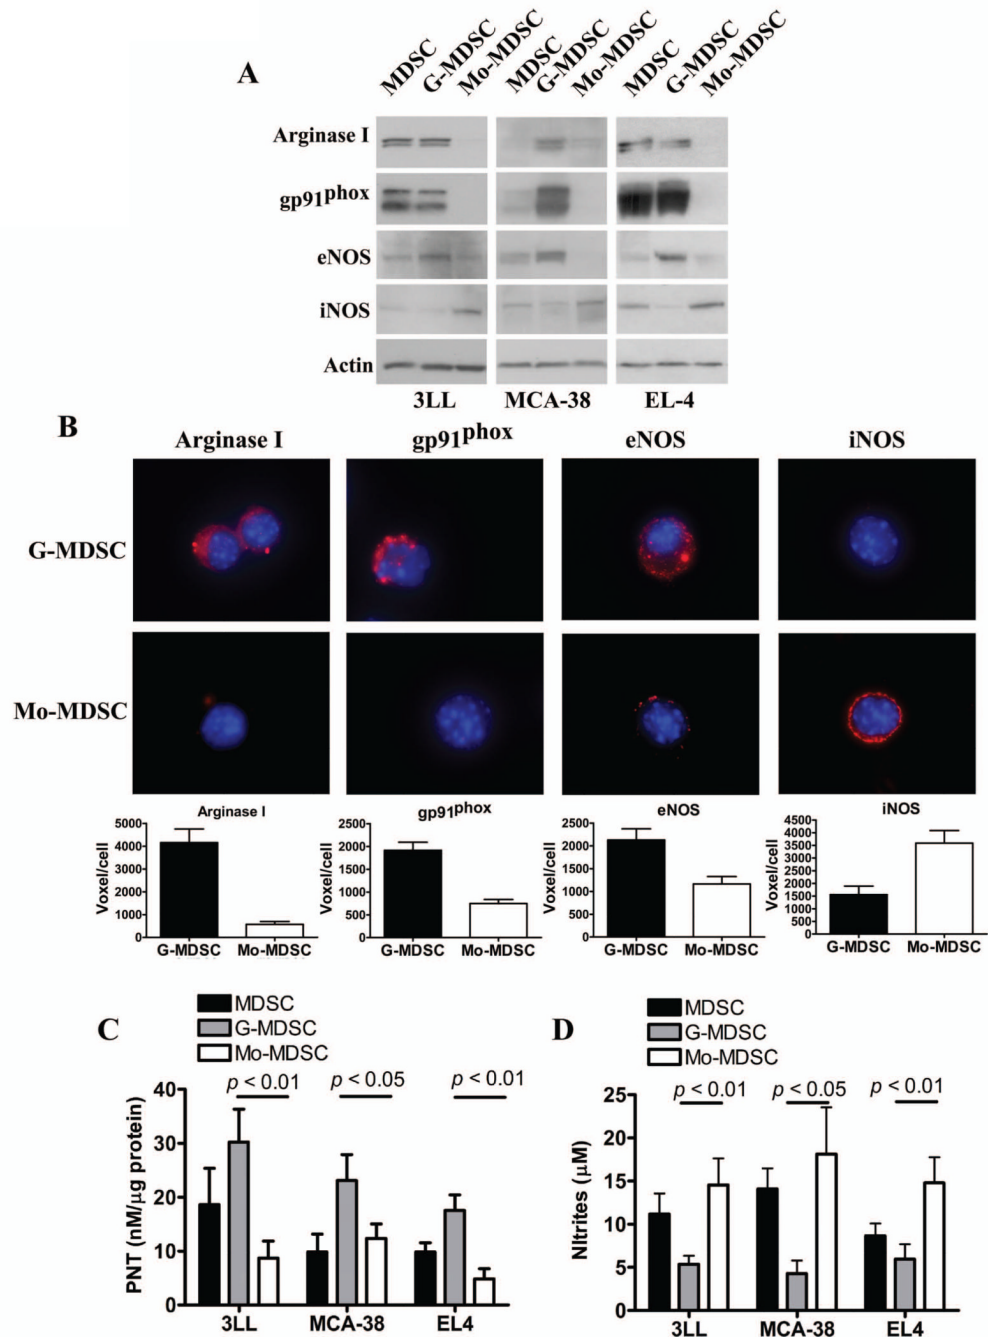 A
MDSC G-MDSC Mo-MDSC MDSC G-MDSC Mo-MDSC MDSC G-MDSC Mo-MDSC
Arginase I
gp91phox
eNOS
iNOS
Actin
3LL MCA-38 EL-4
B
Arginase I gp91phox eNOS iNOS
G-MDSC
Mo-MDSC
Arginase I gp91phox eNOS iNOS
Voxel/cell
5000
4000
3000
2000
1000
0
G-MDSC Mo-MDSC
Voxel/cell
2500
2000
1500
1000
500
0
G-MDSC Mo-MDSC
Voxel/cell
2500
2000
1500
1000
500
0
G-MDSC Mo-MDSC
Voxel/cell
4500
4000
3500
3000
2500
2000
1500
1000
500
0
G-MDSC Mo-MDSC
C
MDSC
G-MDSC
Mo-MDSC
p < 0.01 p < 0.05 p < 0.01
PNT (nM/µg protein)
40
30
20
10
0
3LL MCA-38 EL4
D
MDSC
G-MDSC
Mo-MDSC
p < 0.01 p < 0.05 p < 0.01
NItrites (µM)
25
20
15
10
5
0
3LL MCA-38 EL4